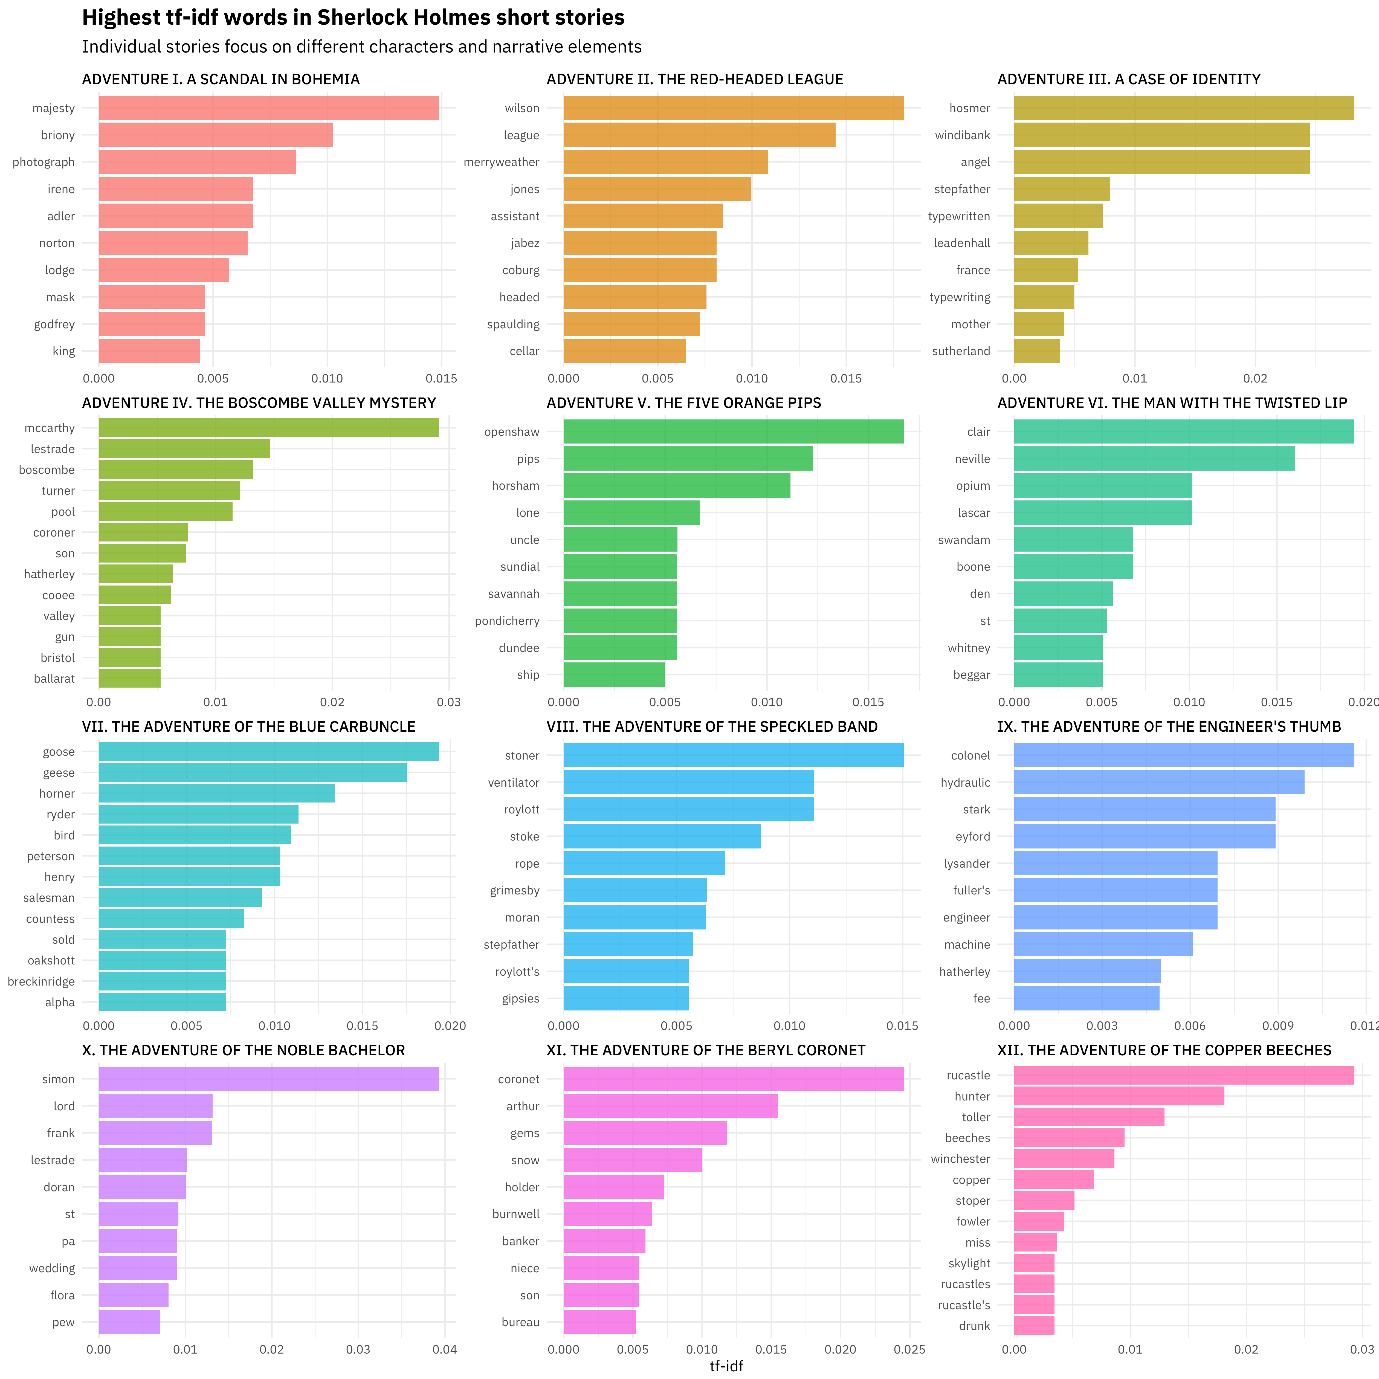 Highest tf-idf words in Sherlock Holmes short stories
Individual stories focus on different characters and narrative elements
ADVENTURE I. A SCANDAL IN BOHEMIA
majesty
briony
photograph
irene
adler
norton
lodge
mask
godfrey
king
0.000 0.005 0.010 0.015
ADVENTURE II. THE RED-HEADED LEAGUE
wilson
league
merryweather
jones
assistant
jabez
coburg
headed
spaulding
cellar
0.000 0.005 0.010 0.015
ADVENTURE III. A CASE OF IDENTITY
hosmer
windibank
angel
stepfather
typewritten
leadenhall
france
typewriting
mother
sutherland
0.00 0.01 0.02
ADVENTURE IV. THE BOSCOMBE VALLEY MYSTERY
mccarthy
lestrade
boscombe
turner
pool
coroner
son
hatherley
cooee
valley
gun
bristol
ballarat
0.00 0.01 0.02 0.03
ADVENTURE V. THE FIVE ORANGE PIPS
openshaw
pips
horsham
lone
uncle
sundial
savannah
pondicherry
dundee
ship
0.000 0.005 0.010 0.015
ADVENTURE VI. THE MAN WITH THE TWISTED LIP
clair
neville
opium
lascar
swandam
boone
den
st
whitney
beggar
0.000 0.005 0.010 0.015 0.020
VII. THE ADVENTURE OF THE BLUE CARBUNCLE
goose
geese
horner
ryder
bird
peterson
henry
salesman
countess
sold
oakshott
breckinridge
alpha
0.000 0.005 0.010 0.015 0.020
VIII. THE ADVENTURE OF THE SPECKLED BAND
stoner
ventilator
roylott
stoke
rope
grimesby
moran
stepfather
roylott's
gipsies
0.000 0.005 0.010 0.015
IX. THE ADVENTURE OF THE ENGINEER'S THUMB
colonel
hydraulic
stark
eyford
lysander
fuller's
engineer
machine
hatherley
fee
0.000 0.003 0.006 0.009 0.012
X. THE ADVENTURE OF THE NOBLE BACHELOR
simon
lord
frank
lestrade
doran
st
pa
wedding
flora
pew
0.00 0.01 0.02 0.03 0.04
XI. THE ADVENTURE OF THE BERYL CORONET
coronet
arthur
gems
snow
holder
burnwell
banker
niece
son
bureau
0.000 0.005 0.010 0.015 0.020 0.025
XII. THE ADVENTURE OF THE COPPER BEECHES
rucastle
hunter
toller
beeches
winchester
copper
stoper
fowler
miss
skylight
rucastles
rucastle's
drunk
0.00 0.01 0.02 0.03
tf-idf